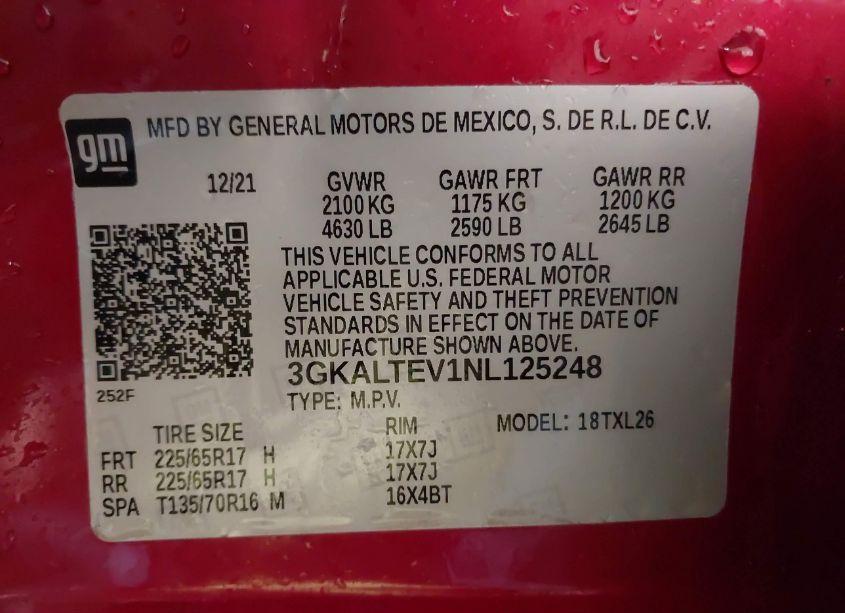 gm
MFD BY GENERAL MOTORS DE MEXICO, S. DE R.L. DE C.V.
12/21 GVWR GAWR FRT GAWR RR
2100 KG 1175 KG 1200 KG
4630 LB 2590 LB 2645 LB
THIS VEHICLE CONFORMS TO ALL
APPLICABLE U.S. FEDERAL MOTOR
VEHICLE SAFETY AND THEFT PREVENTION
STANDARDS IN EFFECT ON THE DATE OF
MANUFACTURE SHOWN ABOVE.
3GKALTEV1NL125248
252F
TYPE: M.P.V.
MODEL: 18TXL26
TIRE SIZE RIM
FRT 225/65R17 H 17X7J
RR 225/65R17 H 17X7J
SPA T135/70R16 M 16X4BT